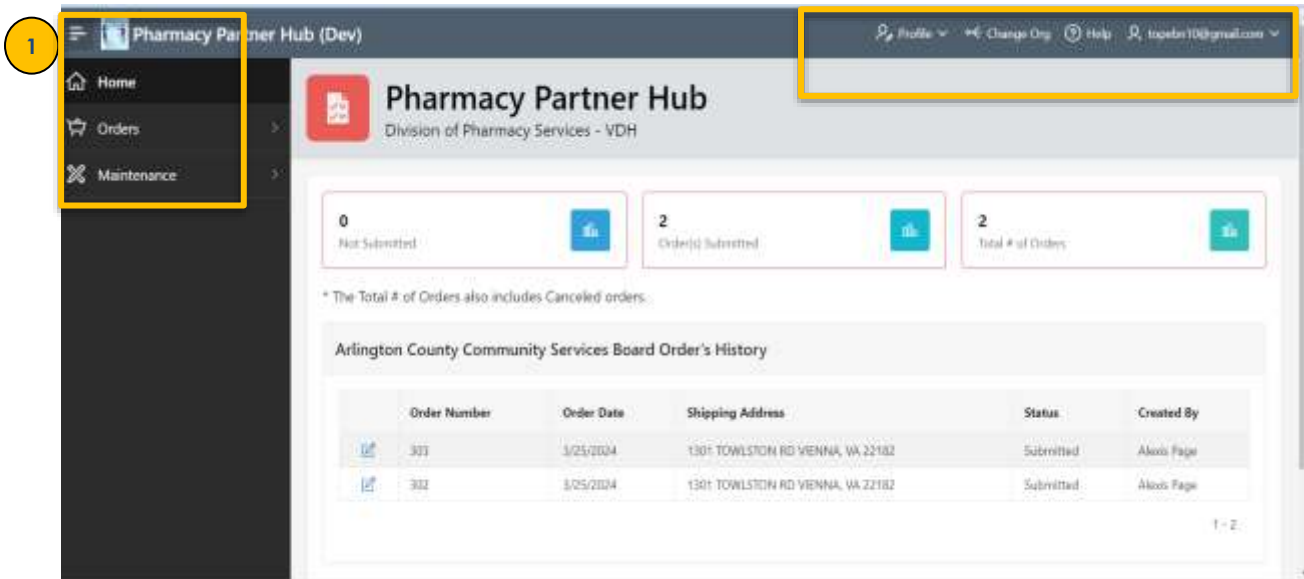 1
Pharmacy Partner Hub (Dev)
Profile Change Org Help topebn10@gmail.com
Home
Orders
Maintenance
Pharmacy Partner Hub
Division of Pharmacy Services - VDH
0
Not Submitted
2
Order(s) Submitted
2
Total # of Orders
* The Total # of Orders also includes Canceled orders.
Arlington County Community Services Board Order's History
Order Number Order Date Shipping Address Status Created By
303 3/25/2024 1301 TOWLSTON RD VIENNA, VA 22182 Submitted Alexis Page
302 3/25/2024 1301 TOWLSTON RD VIENNA, VA 22182 Submitted Alexis Page
1 - 2